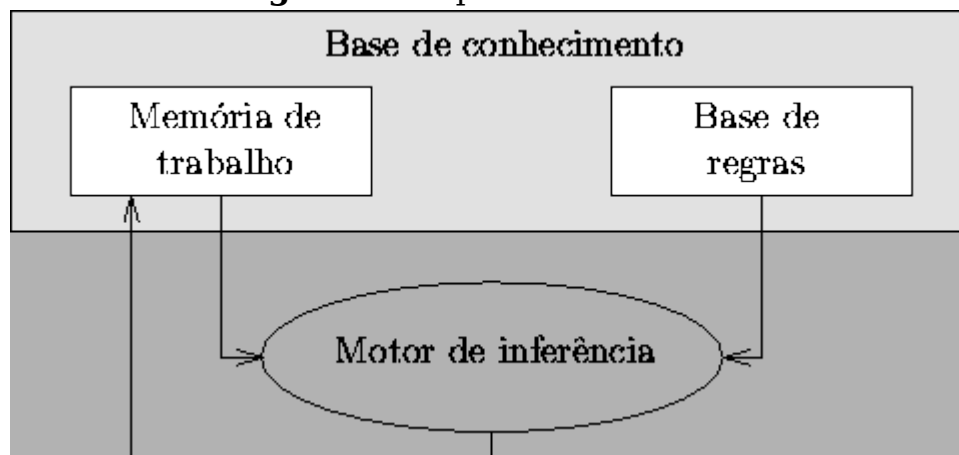 Base de conhecimento
Memória de
trabalho
Base de
regras
Motor de inferência